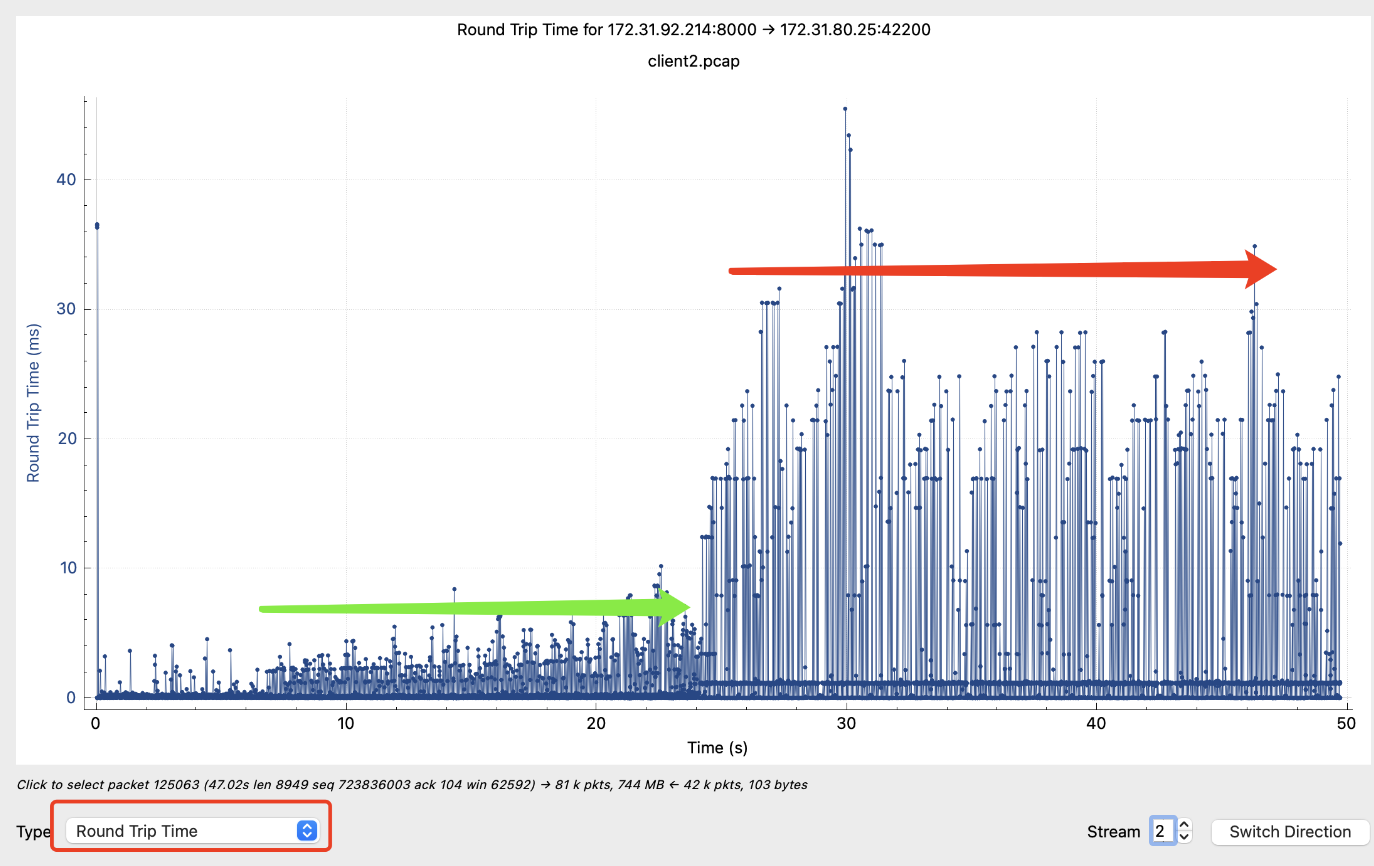 Round Trip Time for 172.31.92.214:8000 → 172.31.80.25:42200
client2.pcap
Round Trip Time (ms)
40
30
20
10
0
0 10 20 30 40 50
Time (s)
Click to select packet 125063 (47.02s len 8949 seq 723836003 ack 104 win 62592) → 81 k pkts, 744 MB ← 42 k pkts, 103 bytes
Type Round Trip Time Stream 2 Switch Direction